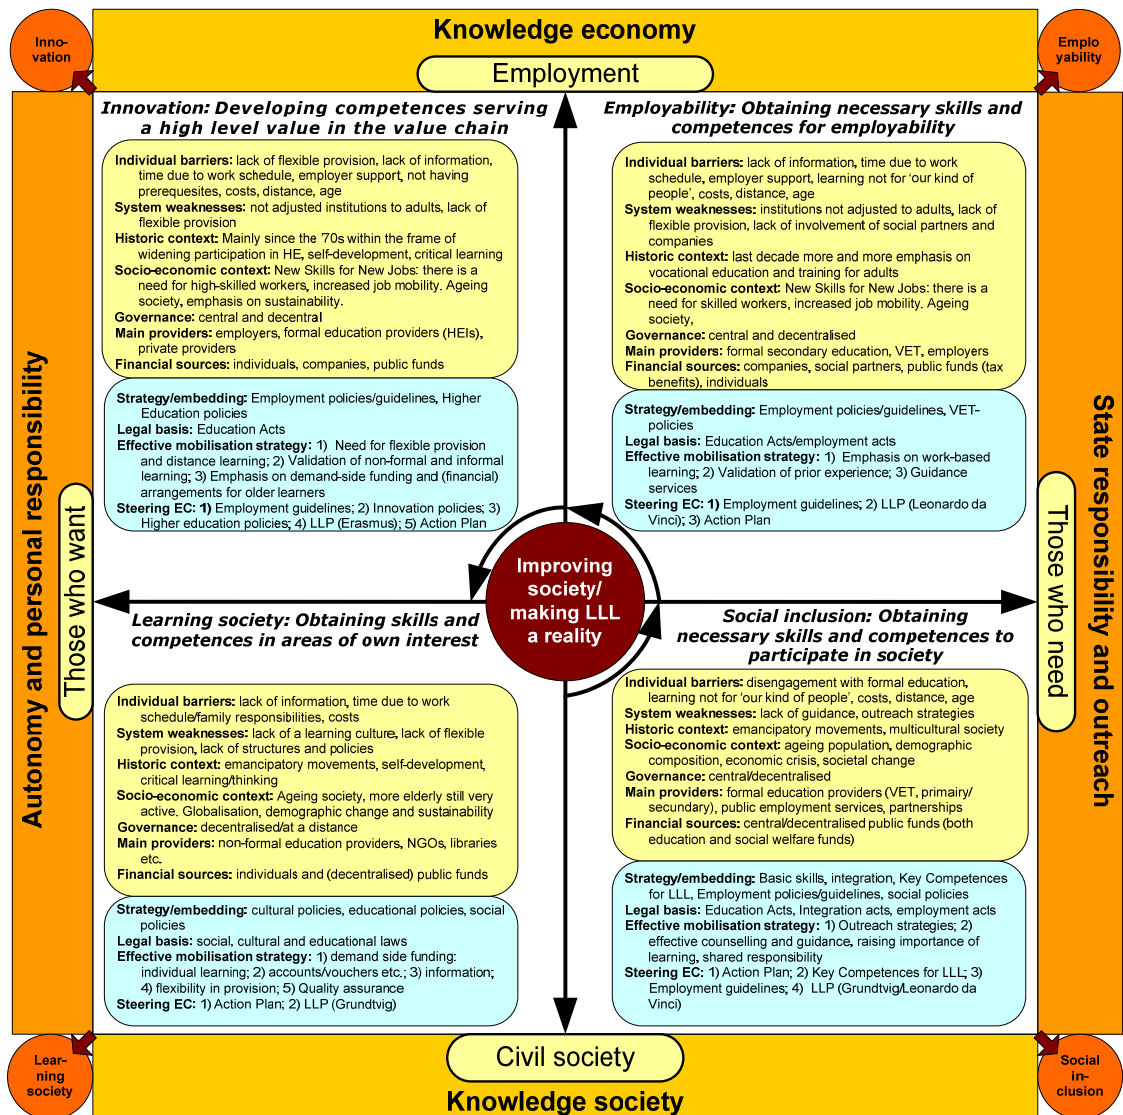 Knowledge economy
Employment
Inno-
vation
Emplo
yability
Autonomy and personal responsibility
Those who want
Innovation: Developing competences serving
a high level value in the value chain
Individual barriers: lack of flexible provision, lack of information,
time due to work schedule, employer support, not having
prerequesites, costs, distance, age
System weaknesses: not adjusted institutions to adults, lack of
flexible provision
Historic context: Mainly since the '70s within the frame of
widening participation in HE, self-development, critical learning
Socio-economic context: New Skills for New Jobs: there is a
need for high-skilled workers, increased job mobility. Ageing
society, emphasis on sustainability.
Governance: central and decentral
Main providers: employers, formal education providers (HEIs),
private providers
Financial sources: individuals, companies, public funds
Strategy/embedding: Employment policies/guidelines, Higher
Education policies
Legal basis: Education Acts
Effective mobilisation strategy: 1) Need for flexible provision
and distance learning; 2) Validation of non-formal and informal
learning; 3) Emphasis on demand-side funding and (financial)
arrangements for older learners
Steering EC: 1) Employment guidelines; 2) Innovation policies; 3)
Higher education policies; 4) LLP (Erasmus); 5) Action Plan
Employability: Obtaining necessary skills and
competences for employability
Individual barriers: lack of information, time due to work
schedule, employer support, learning not for 'our kind of
people', costs, distance, age
System weaknesses: institutions not adjusted to adults, lack of
flexible provision, lack of involvement of social partners and
companies
Historic context: last decade more and more emphasis on
vocational education and training for adults
Socio-economic context: New Skills for New Jobs: there is a
need for skilled workers, increased job mobility. Ageing
society,
Governance: central and decentralised
Main providers: formal secondary education, VET, employers
Financial sources: companies, social partners, public funds (tax
benefits), individuals
Strategy/embedding: Employment policies/guidelines, VET-
policies
Legal basis: Education Acts/employment acts
Effective mobilisation strategy: 1) Emphasis on work-based
learning; 2) Validation of prior experience; 3) Guidance
services
Steering EC: 1) Employment guidelines; 2) LLP (Leonardo da
Vinci); 3) Action Plan
State responsibility and outreach
Those who need
Improving
society/
making LLL
a reality
Learning society: Obtaining skills and
competences in areas of own interest
Individual barriers: lack of information, time due to work
schedule/family responsibilities, costs
System weaknesses: lack of a learning culture, lack of flexible
provision, lack of structures and policies
Historic context: emancipatory movements, self-development,
critical learning/thinking
Socio-economic context: Ageing society, more elderly still very
active. Globalisation, demographic change and sustainability
Governance: decentralised/at a distance
Main providers: non-formal education providers, NGOs, libraries
etc.
Financial sources: individuals and (decentralised) public funds
Strategy/embedding: cultural policies, educational policies, social
policies
Legal basis: social, cultural and educational laws
Effective mobilisation strategy: 1) demand side funding:
individual learning; 2) accounts/vouchers etc.; 3) information;
4) flexibility in provision; 5) Quality assurance
Steering EC: 1) Action Plan; 2) LLP (Grundtvig)
Social inclusion: Obtaining
necessary skills and competences to
participate in society
Individual barriers: disengagement with formal education,
learning not for 'our kind of people', costs, distance, age
System weaknesses: lack of guidance, outreach strategies
Historic context: emancipatory movements, multicultural society
Socio-economic context: ageing population, demographic
composition, economic crisis, societal change
Governance: central/decentralised
Main providers: formal education providers (VET, primary/
secundary), public employment services, partnerships
Financial sources: central/decentralised public funds (both
education and social welfare funds)
Strategy/embedding: Basic skills, integration, Key Competences
for LLL, Employment policies/guidelines, social policies
Legal basis: Education Acts, Integration acts, employment acts
Effective mobilisation strategy: 1) Outreach strategies; 2)
effective counselling and guidance, raising importance of
learning, shared responsibility
Steering EC: 1) Action Plan; 2) Key Competences for LLL; 3)
Employment guidelines; 4) LLP (Grundtvig/Leonardo da
Vinci)
Lear-
ning
society
Civil society
Knowledge society
Social
in-
clusion